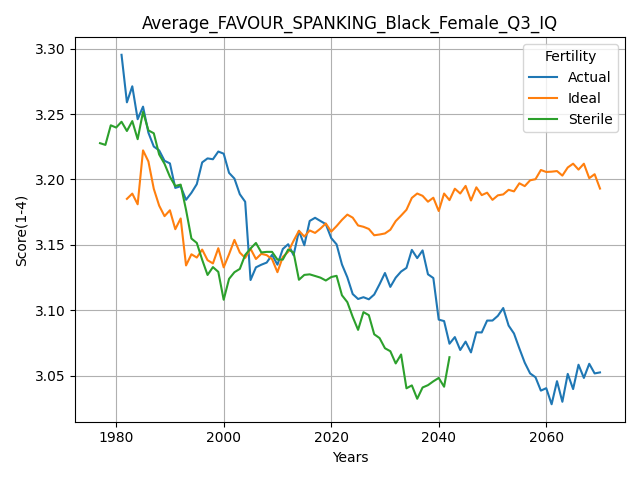 Average_FAVOUR_SPANKING_Black_Female_Q3_IQ
Fertility
Actual
Ideal
Sterile
3.30
3.25
3.20
3.15
3.10
3.05
Score(1-4)
1980
2000
2020
2040
2060
Years